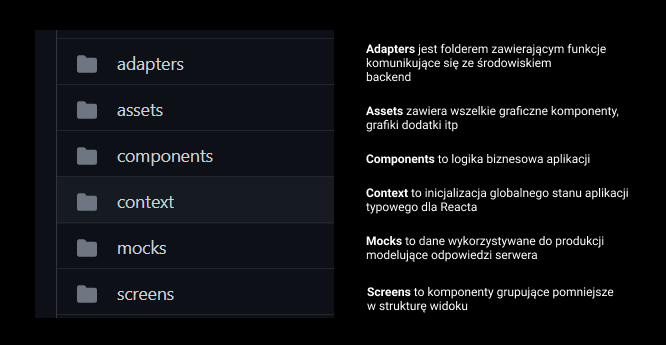 adapters
assets
components
context
mocks
screens
Adapters jest folderem zawierającym funkcje
komunikujące się ze środowiskiem
backend
Assets zawiera wszelkie graficzne komponenty,
grafiki dodatki itp
Components to logika biznesowa aplikacji
Context to inicjalizacja globalnego stanu aplikacji
typowego dla Reacta
Mocks to dane wykorzystywane do produkcji
modelujące odpowiedzi serwera
Screens to komponenty grupujące pomniejsze
w strukturę widoku